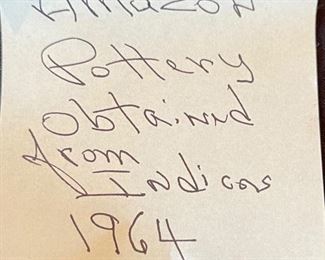 Amazon
Pottery
Obtained
from
Indians
1964